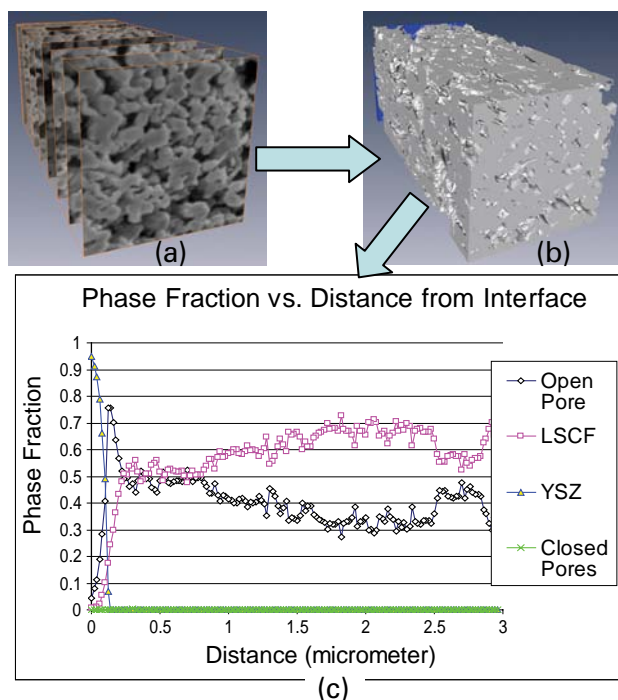 (a)
(b)
Phase Fraction vs. Distance from Interface
Phase Fraction
1
0.9
0.8
0.7
0.6
0.5
0.4
0.3
0.2
0.1
0
0
0.5
1
1.5
2
2.5
3
Distance (micrometer)
Open
Pore
LSCF
YSZ
Closed
Pores
(c)